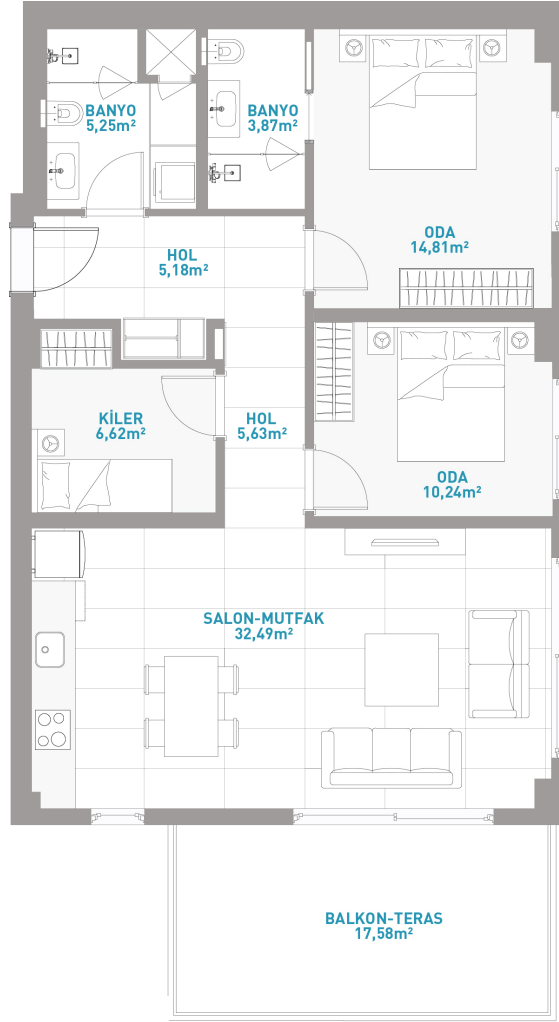 BANYO
5,25m²
BANYO
3,87m²
ODA
14,81m²
HOL
5,18m²
KİLER
6,62m²
HOL
5,63m²
ODA
10,24m²
SALON-MUTFAK
32,49m²
BALKON-TERAS
17,58m²